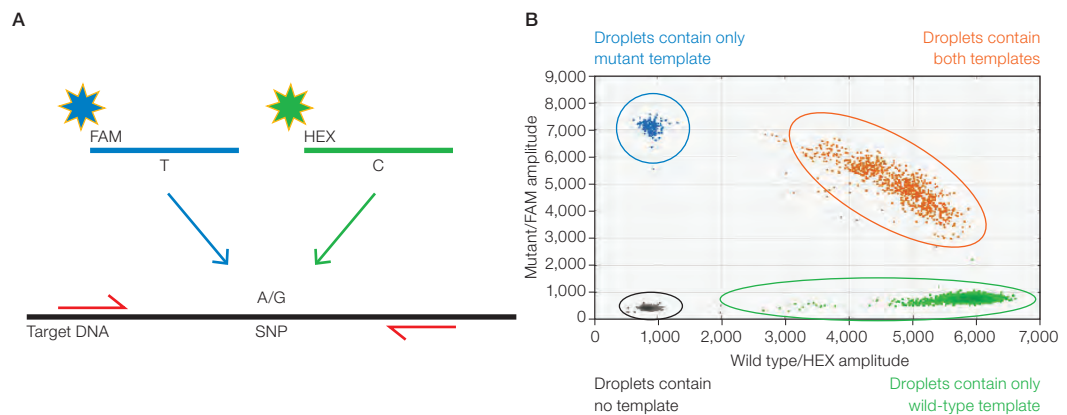 A
FAM
T
HEX
C
A/G
Target DNA
SNP
B
Droplets contain only
mutant template
Droplets contain
both templates
Mutant/FAM amplitude
9,000
8,000
7,000
6,000
5,000
4,000
3,000
2,000
1,000
0
0
1,000
2,000
3,000
4,000
5,000
6,000
7,000
Wild type/HEX amplitude
Droplets contain
no template
Droplets contain only
wild-type template